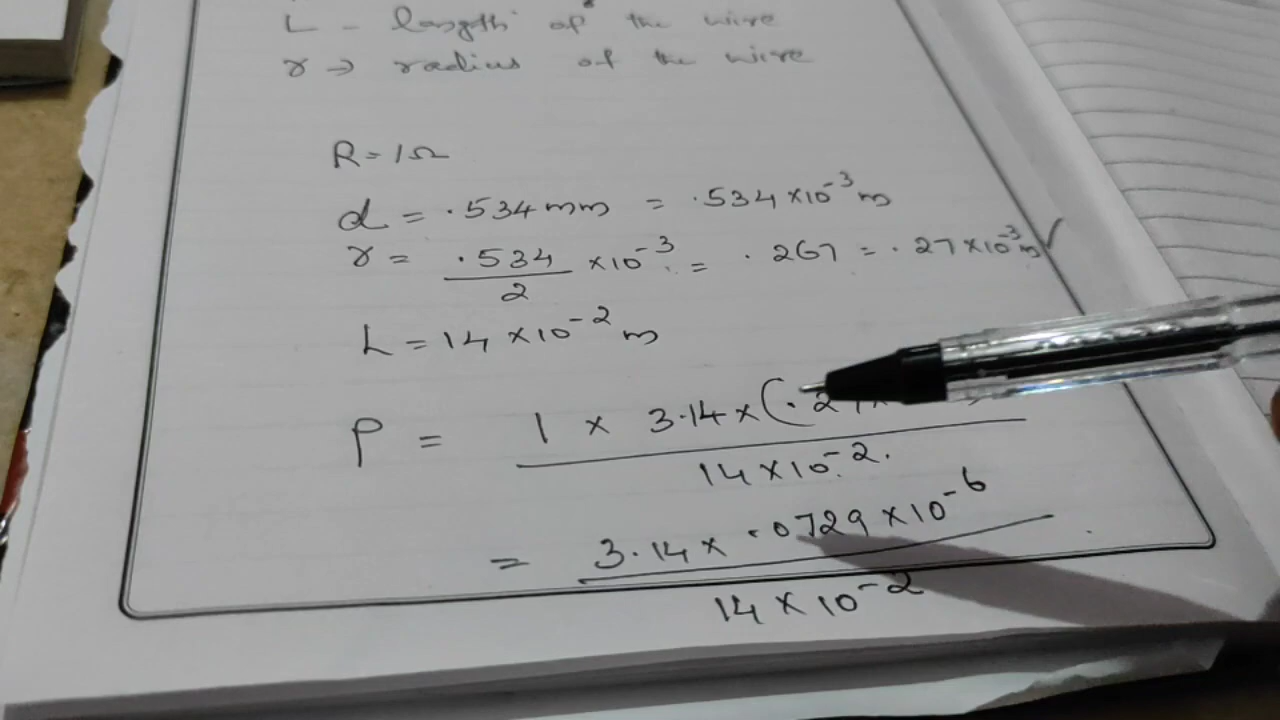 L - length of the wire
r → radius of the wire
R = 1Ω
d = .534 mm = .534 × 10⁻³ m
r = .534/2 × 10⁻³ = .267 = .27 × 10⁻³ m ✓
L = 14 × 10⁻² m
ρ = 1 × 3.14 × (.27 ×
14 × 10⁻².
= 3.14 × .0729 × 10⁻⁶
14 × 10⁻²